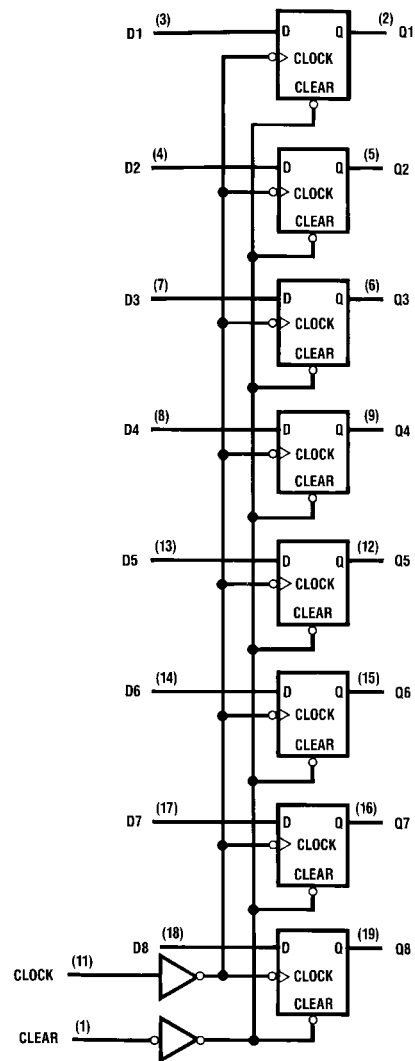 D1 (3) D Q (2) Q1
CLOCK
CLEAR
D2 (4) D Q (5) Q2
CLOCK
CLEAR
D3 (7) D Q (6) Q3
CLOCK
CLEAR
D4 (8) D Q (9) Q4
CLOCK
CLEAR
D5 (13) D Q (12) Q5
CLOCK
CLEAR
D6 (14) D Q (15) Q6
CLOCK
CLEAR
D7 (17) D Q (16) Q7
CLOCK
CLEAR
D8 (18) D Q (19) Q8
CLOCK (11) CLOCK
CLEAR
CLEAR (1)